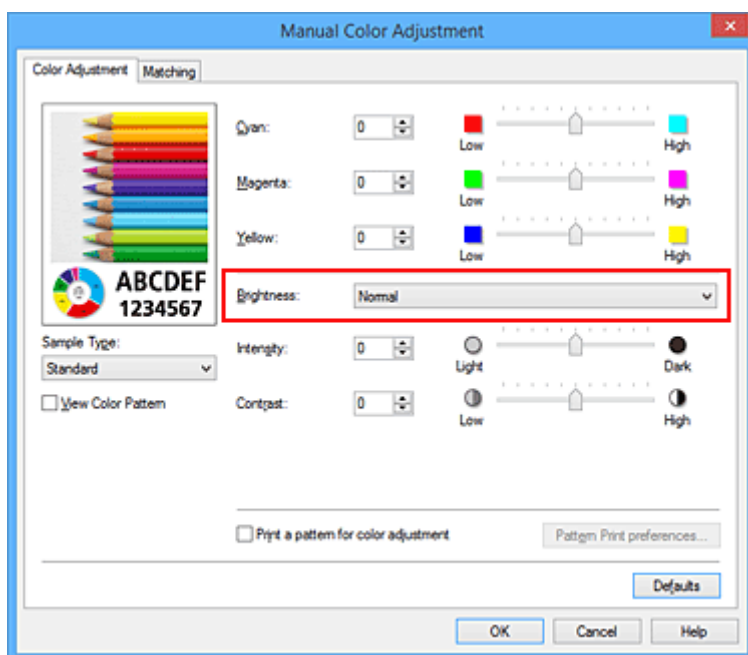 Manual Color Adjustment
Color Adjustment Matching
Cyan: 0 Low High
Magenta: 0 Low High
Yellow: 0 Low High
ABCDEF
1234567
Brightness: Normal
Sample Type:
Standard
View Color Pattern
Intensity: 0 Light Dark
Contrast: 0 Low High
Print a pattern for color adjustment Pattern Print preferences...
Defaults
OK Cancel Help